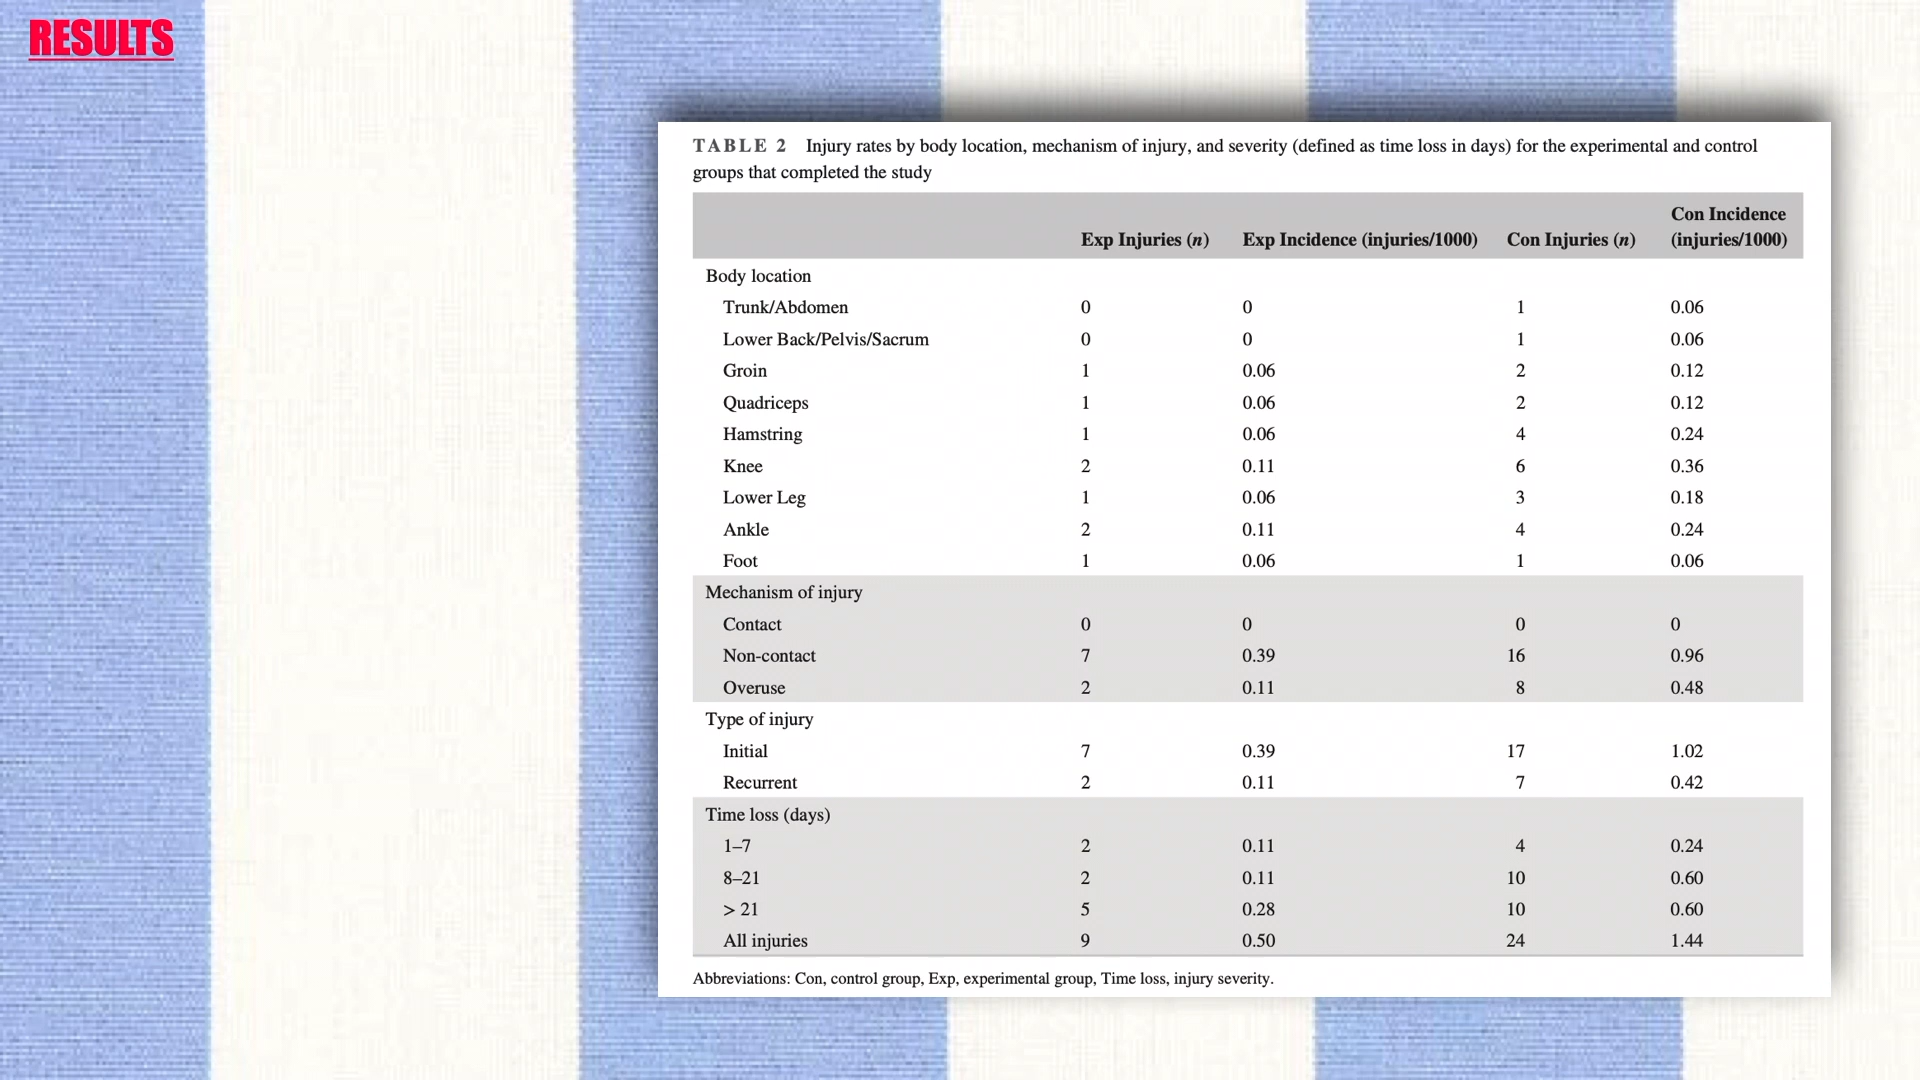 RESULTS
TABLE 2 Injury rates by body location, mechanism of injury, and severity (defined as time loss in days) for the experimental and control
groups that completed the study
Exp Injuries (n) Exp Incidence (injuries/1000) Con Injuries (n) Con Incidence (injuries/1000)
Body location
Trunk/Abdomen 0 0 1 0.06
Lower Back/Pelvis/Sacrum 0 0 1 0.06
Groin 1 0.06 2 0.12
Quadriceps 1 0.06 2 0.12
Hamstring 1 0.06 4 0.24
Knee 2 0.11 6 0.36
Lower Leg 1 0.06 3 0.18
Ankle 2 0.11 4 0.24
Foot 1 0.06 1 0.06
Mechanism of injury
Contact 0 0 0 0
Non-contact 7 0.39 16 0.96
Overuse 2 0.11 8 0.48
Type of injury
Initial 7 0.39 17 1.02
Recurrent 2 0.11 7 0.42
Time loss (days)
1–7 2 0.11 4 0.24
8–21 2 0.11 10 0.60
> 21 5 0.28 10 0.60
All injuries 9 0.50 24 1.44
Abbreviations: Con, control group, Exp, experimental group, Time loss, injury severity.